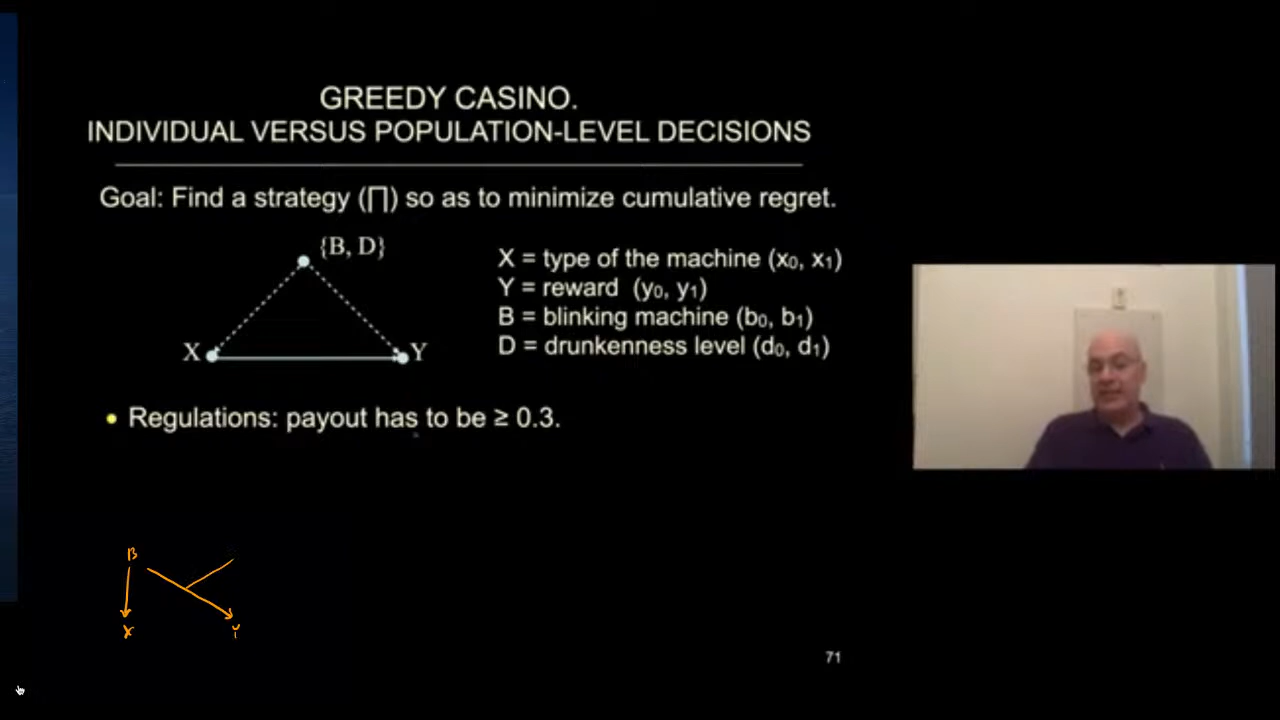 GREEDY CASINO.
INDIVIDUAL VERSUS POPULATION-LEVEL DECISIONS
Goal: Find a strategy (∏) so as to minimize cumulative regret.
{B, D}
X
Y
X = type of the machine (x₀, x₁)
Y = reward (y₀, y₁)
B = blinking machine (b₀, b₁)
D = drunkenness level (d₀, d₁)
• Regulations: payout has to be ≥ 0.3.
B
X
Y
71